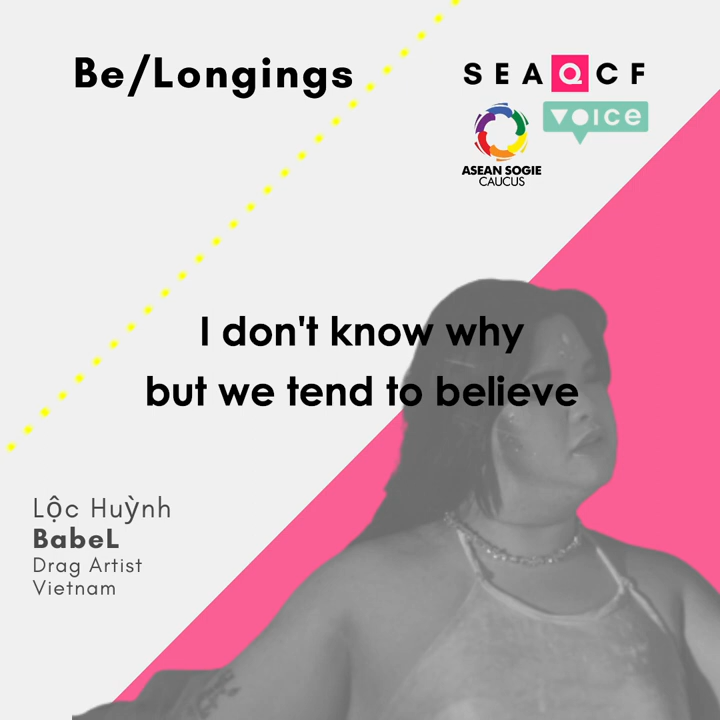 Be/Longings
SEAQCF
VOICE
ASEAN SOGIE
CAUCUS
I don't know why
but we tend to believe
Lộc Huỳnh
BabeL
Drag Artist
Vietnam